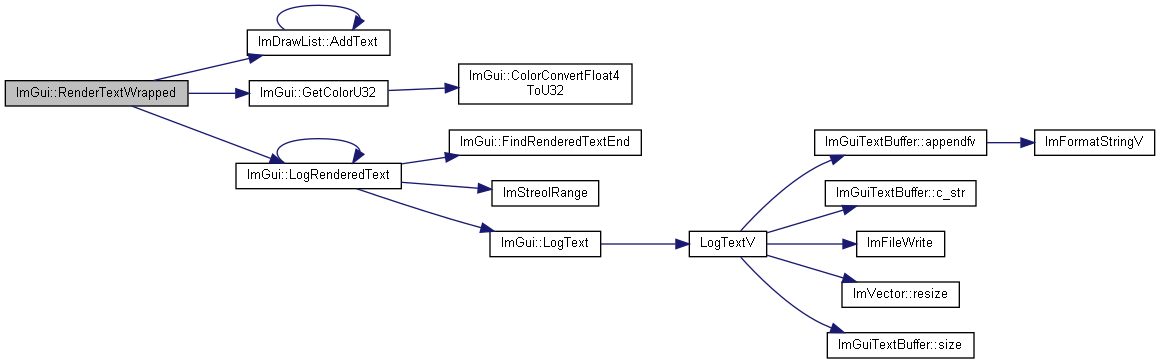 ImDrawList::AddText
ImGui::RenderTextWrapped
ImGui::GetColorU32
ImGui::ColorConvertFloat4
ToU32
ImGui::LogRenderedText
ImGui::FindRenderedTextEnd
ImStreolRange
ImGui::LogText
LogTextV
ImGuiTextBuffer::appendfv
ImFormatStringV
ImGuiTextBuffer::c_str
ImFileWrite
ImVector::resize
ImGuiTextBuffer::size